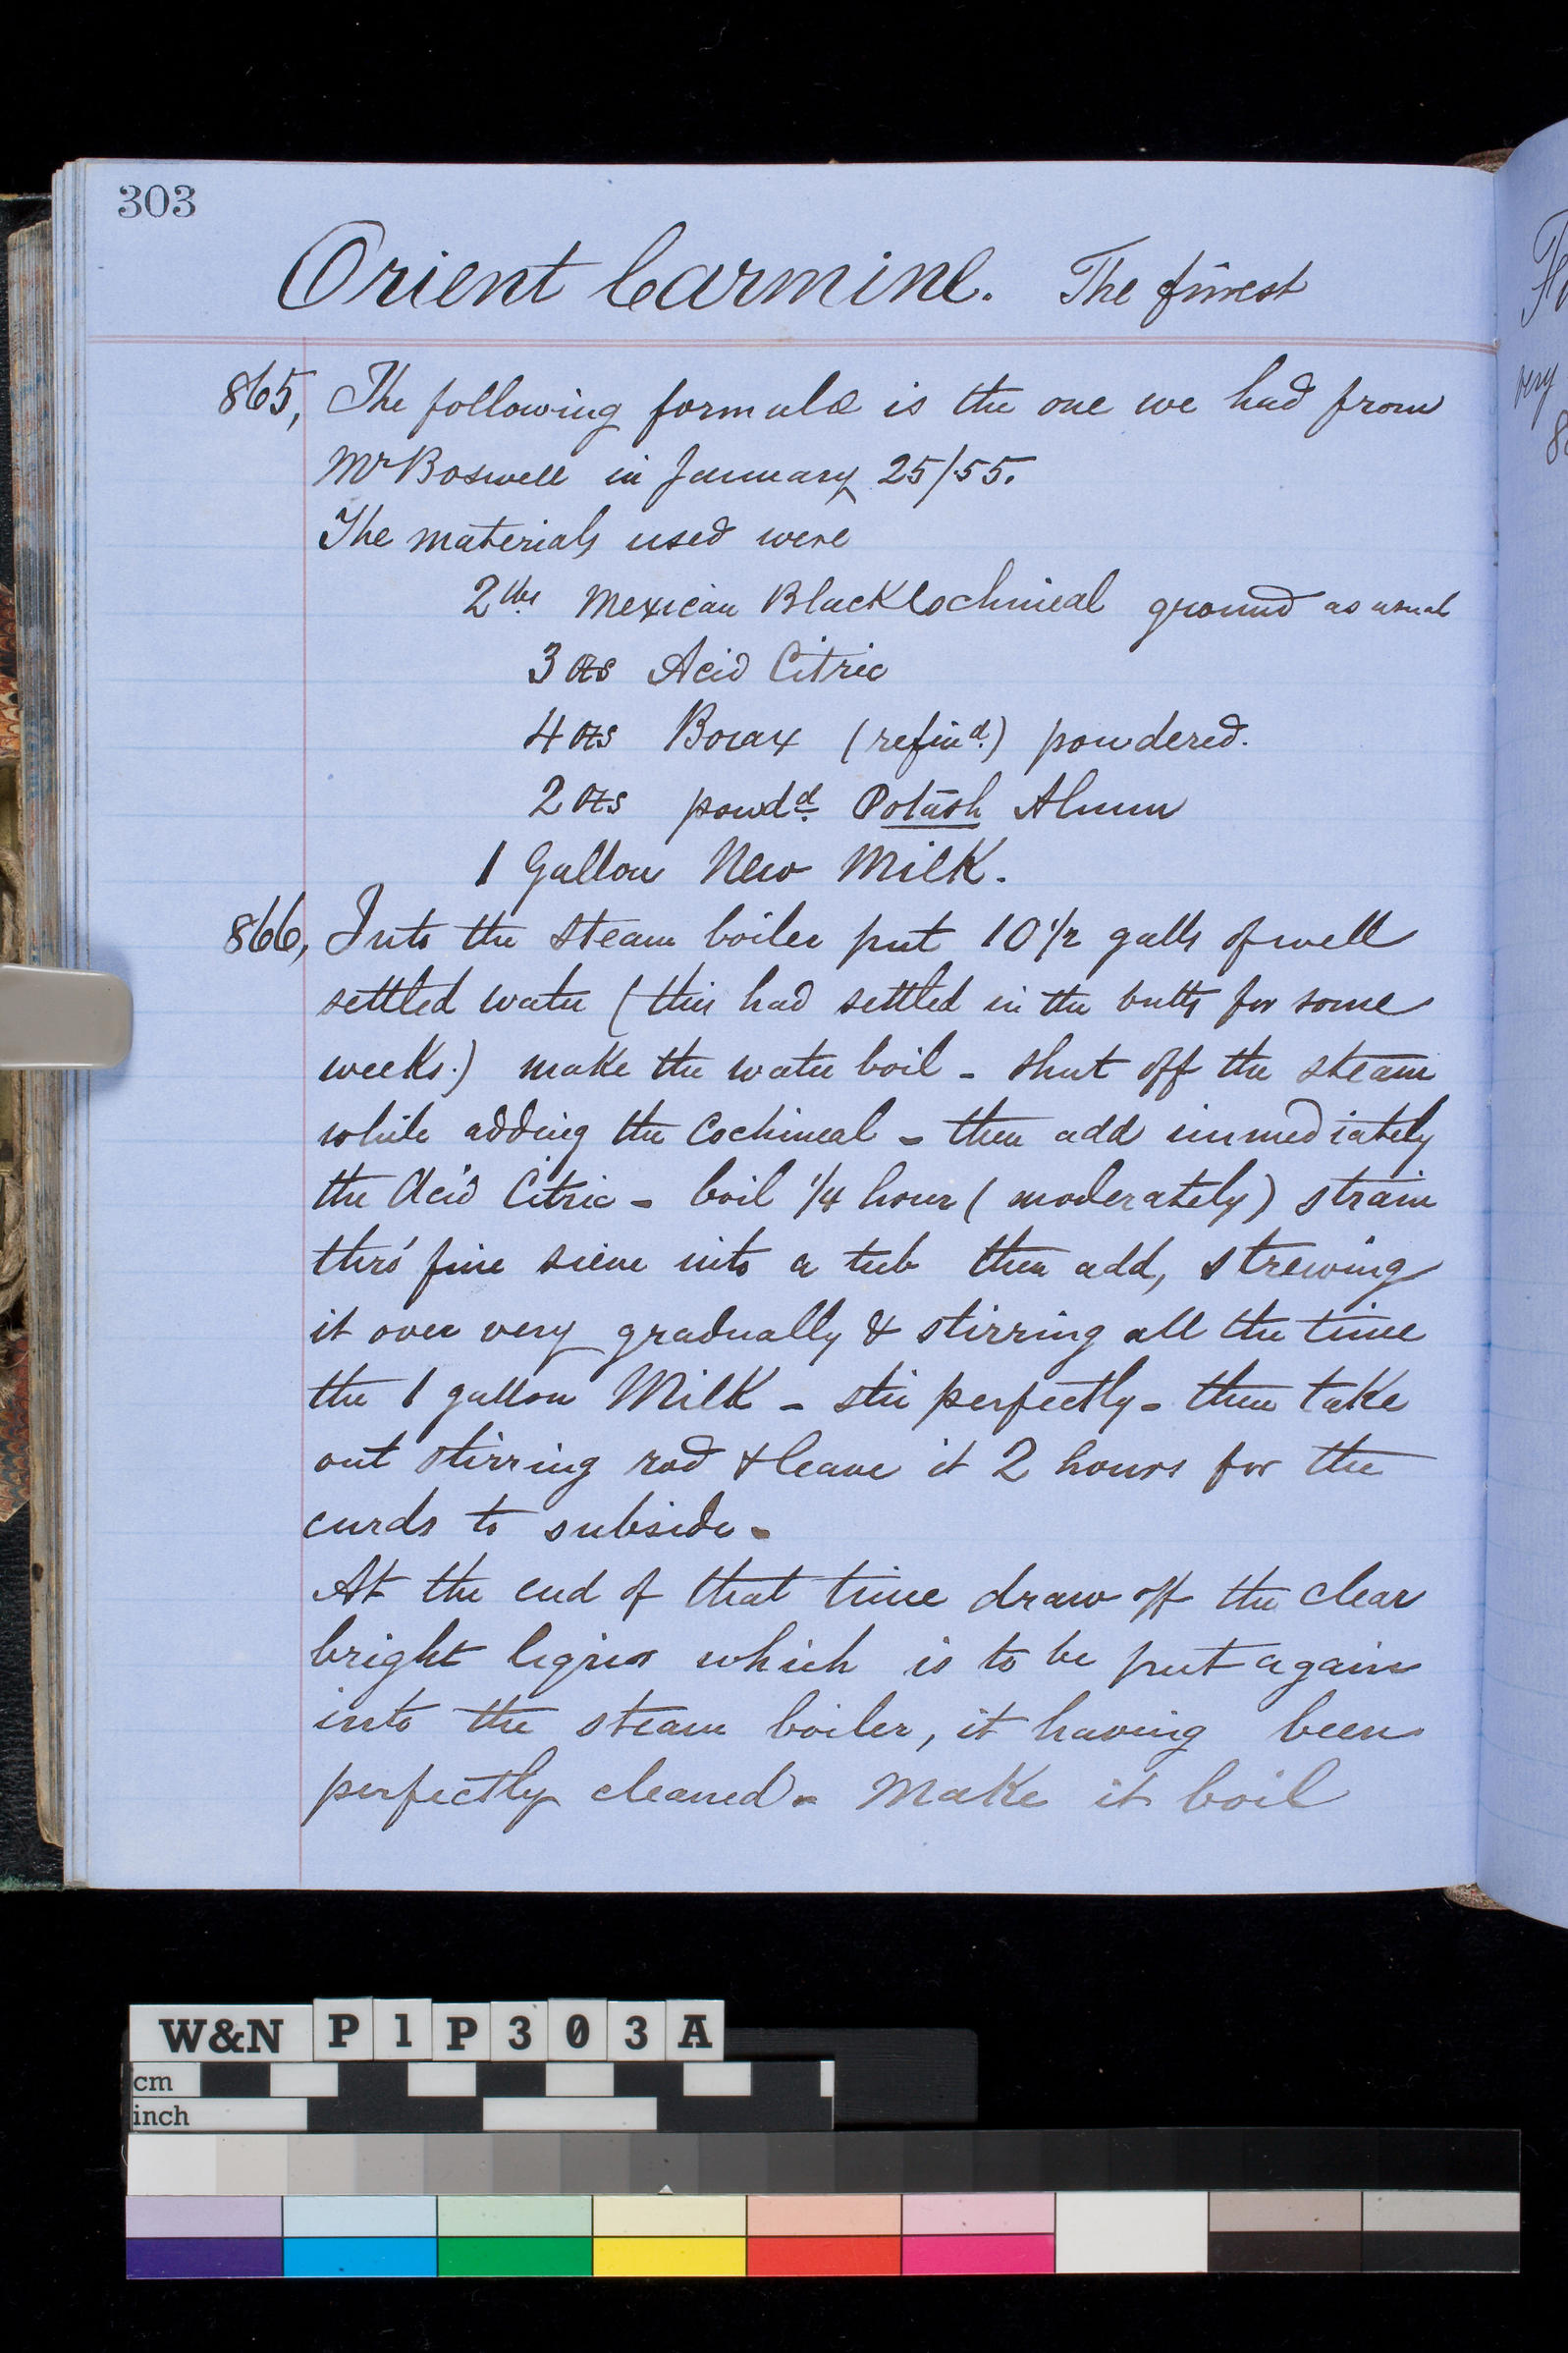 303
Orient Carmine. The finest
865, The following formula is the one we had from
Mr Boswell in January 25/55.
The materials used were
2 lbs Mexican Black Cochineal ground as usual
3 ozs Acid Citric
4 ozs Borax (refind.) powdered.
2 ozs powdd. Potash Alum
1 Gallon New Milk.
866, Into the steam boiler put 10 1/2 galls of well
settled water (this had settled in the butts for some
weeks.) make the water boil - shut off the steam
while adding the Cochineal - then add immediately
the Acid Citric - boil 1/4 hour (moderately) strain
thro' fine sieve into a tub then add, strewing
it over very gradually & stirring all the time
the 1 gallon Milk - stir perfectly - then take
out stirring rod & leave it 2 hours for the
curds to subside -
At the end of that time draw off the clear
bright liquor which is to be put again
into the steam boiler, it having been
perfectly cleaned - Make it boil
very
W&N P1P303A
cm
inch